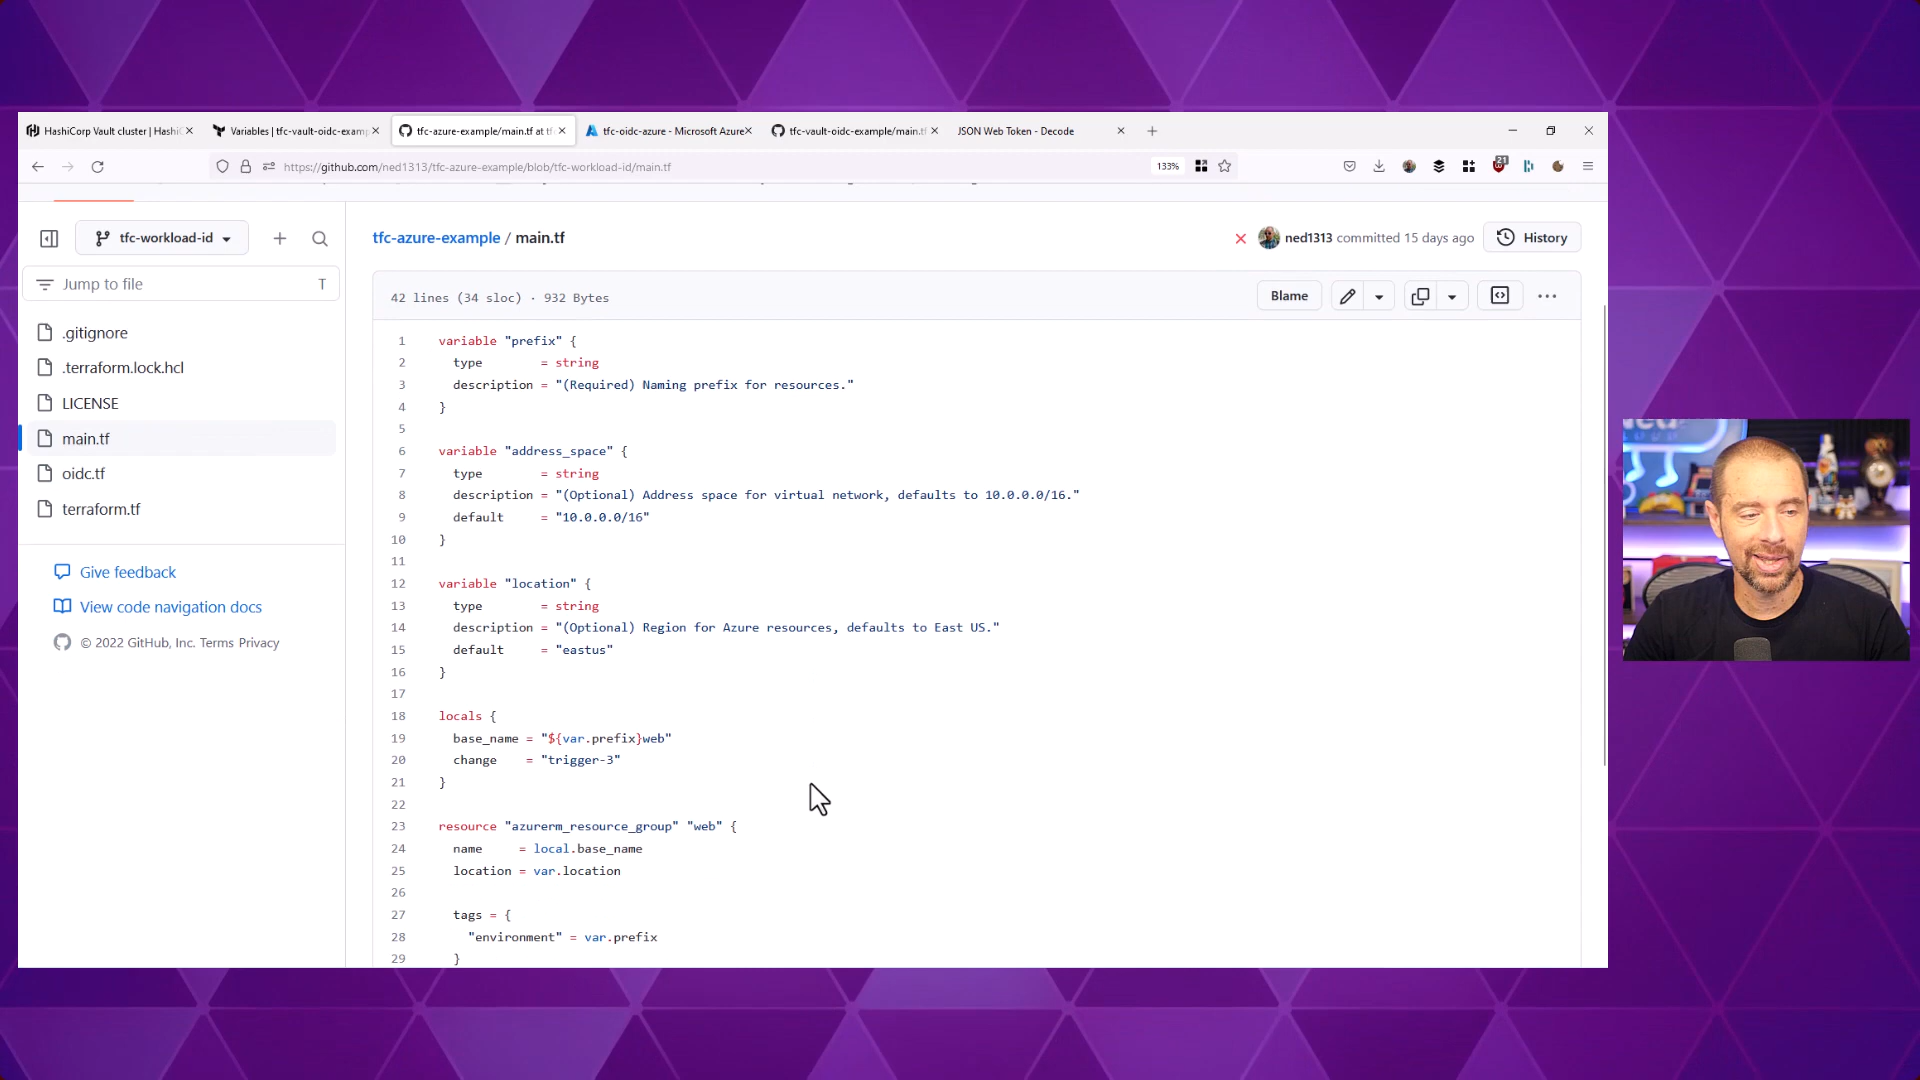 HashiCorp Vault cluster | HashiC
Variables | tfc-vault-oidc-examp
tfc-azure-example/main.tf at tf
tfc-oidc-azure - Microsoft Azure
tfc-vault-oidc-example/main.t
JSON Web Token - Decode
https://github.com/ned1313/tfc-azure-example/blob/tfc-workload-id/main.tf
133%
21
tfc-workload-id
tfc-azure-example / main.tf
ned1313 committed 15 days ago
History
Jump to file
T
42 lines (34 sloc) · 932 Bytes
Blame
.gitignore
.terraform.lock.hcl
LICENSE
main.tf
oidc.tf
terraform.tf
Give feedback
View code navigation docs
© 2022 GitHub, Inc. Terms Privacy
1 variable "prefix" {
2 type = string
3 description = "(Required) Naming prefix for resources."
4 }
5
6 variable "address_space" {
7 type = string
8 description = "(Optional) Address space for virtual network, defaults to 10.0.0.0/16."
9 default = "10.0.0.0/16"
10 }
11
12 variable "location" {
13 type = string
14 description = "(Optional) Region for Azure resources, defaults to East US."
15 default = "eastus"
16 }
17
18 locals {
19 base_name = "${var.prefix}web"
20 change = "trigger-3"
21 }
22
23 resource "azurerm_resource_group" "web" {
24 name = local.base_name
25 location = var.location
26
27 tags = {
28 "environment" = var.prefix
29 }